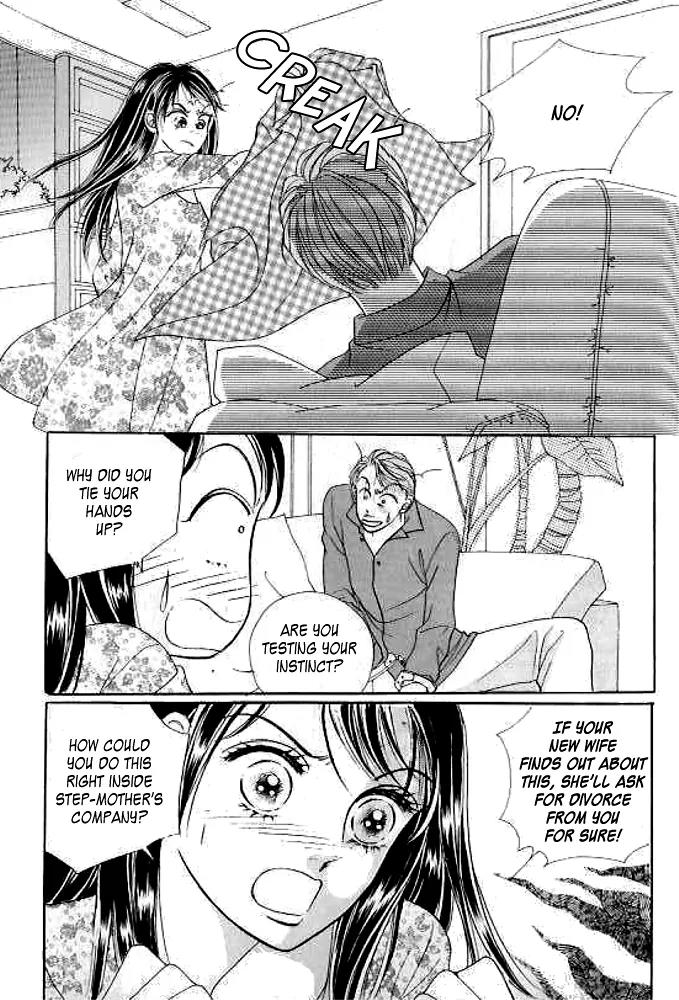 CREAK
NO!
WHY DID YOU
TIE YOUR
HANDS
UP?
ARE YOU
TESTING YOUR
INSTINCT?
HOW COULD
YOU DO THIS
RIGHT INSIDE
STEP-MOTHER'S
COMPANY?
IF YOUR
NEW WIFE
FINDS OUT ABOUT
THIS, SHE'LL ASK
FOR DIVORCE
FROM YOU
FOR SURE!